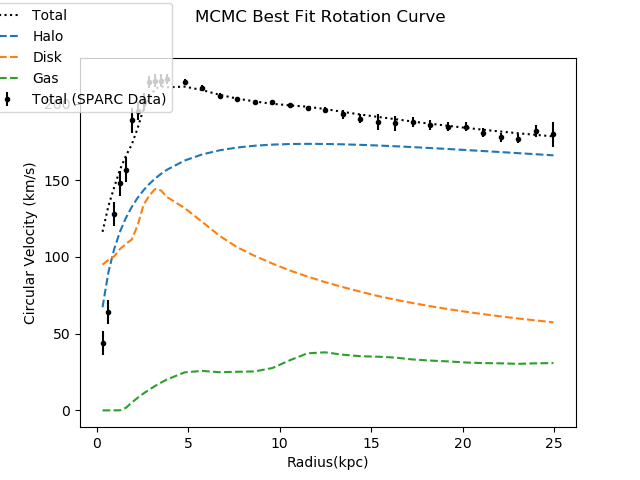 MCMC Best Fit Rotation Curve
Total
Halo
Disk
Gas
Total (SPARC Data)
200
150
100
50
0
Circular Velocity (km/s)
0 5 10 15 20 25
Radius(kpc)